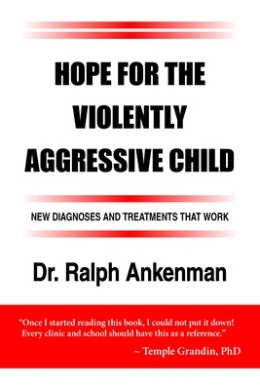 HOPE FOR THE
VIOLENTLY
AGGRESSIVE CHILD
NEW DIAGNOSES AND TREATMENTS THAT WORK
Dr. Ralph Ankenman
“Once I started reading this book, I could not put it down!
Every clinic and school should have this as a reference.”
~ Temple Grandin, PhD